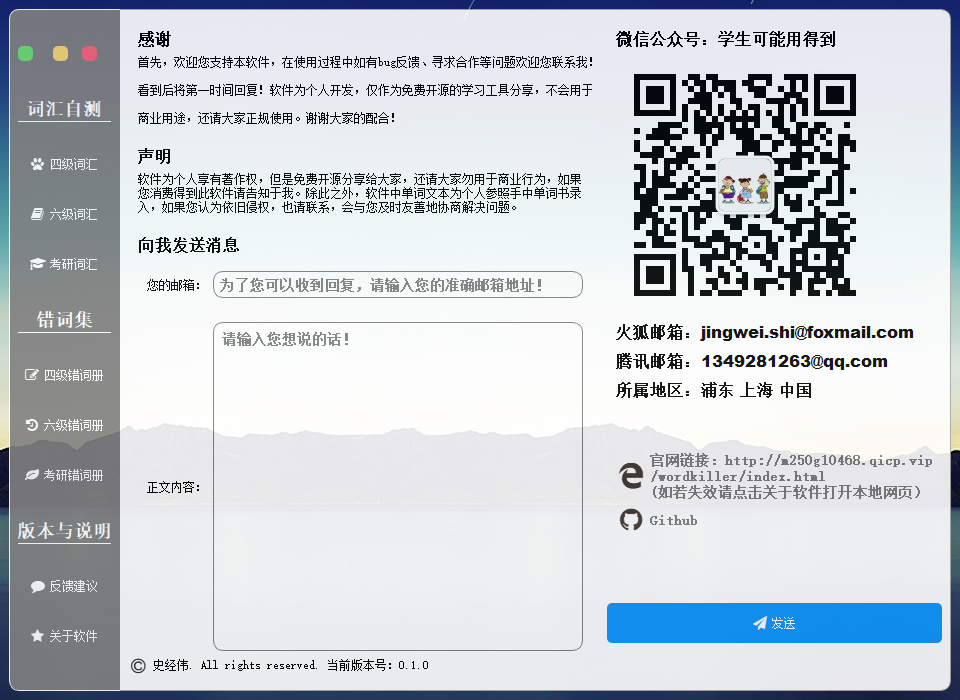 词汇自测
四级词汇
六级词汇
考研词汇
错词集
四级错词册
六级错词册
考研错词册
版本与说明
反馈建议
关于软件
感谢
首先，欢迎您支持本软件，在使用过程中如有bug反馈、寻求合作等问题欢迎您联系我！
看到后将第一时间回复！软件为个人开发，仅作为免费开源的学习工具分享，不会用于
商业用途，还请大家正规使用。谢谢大家的配合！
声明
软件为个人享有著作权，但是免费开源分享给大家，还请大家勿用于商业行为，如果
您消费得到此软件请告知于我。除此之外，软件中单词文本为个人参照手中单词书录
入，如果您认为依旧侵权，也请联系，会与您及时友善地协商解决问题。
向我发送消息
您的邮箱：
为了您可以收到回复，请输入您的准确邮箱地址！
请输入您想说的话！
正文内容：
© 史经伟. All rights reserved. 当前版本号：0.1.0
微信公众号：学生可能用得到
火狐邮箱：jingwei.shi@foxmail.com
腾讯邮箱：1349281263@qq.com
所属地区：浦东 上海 中国
官网链接：http://m250g10468.qicp.vip
/wordkiller/index.html
(如若失效请点击关于软件打开本地网页)
Github
发送